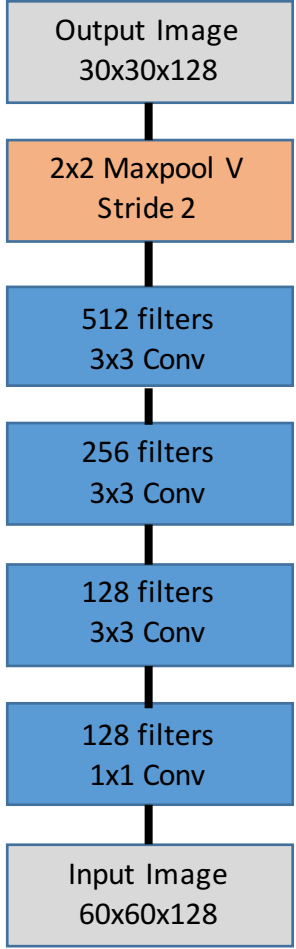 Output Image
30x30x128
2x2 Maxpool V
Stride 2
512 filters
3x3 Conv
256 filters
3x3 Conv
128 filters
3x3 Conv
128 filters
1x1 Conv
Input Image
60x60x128